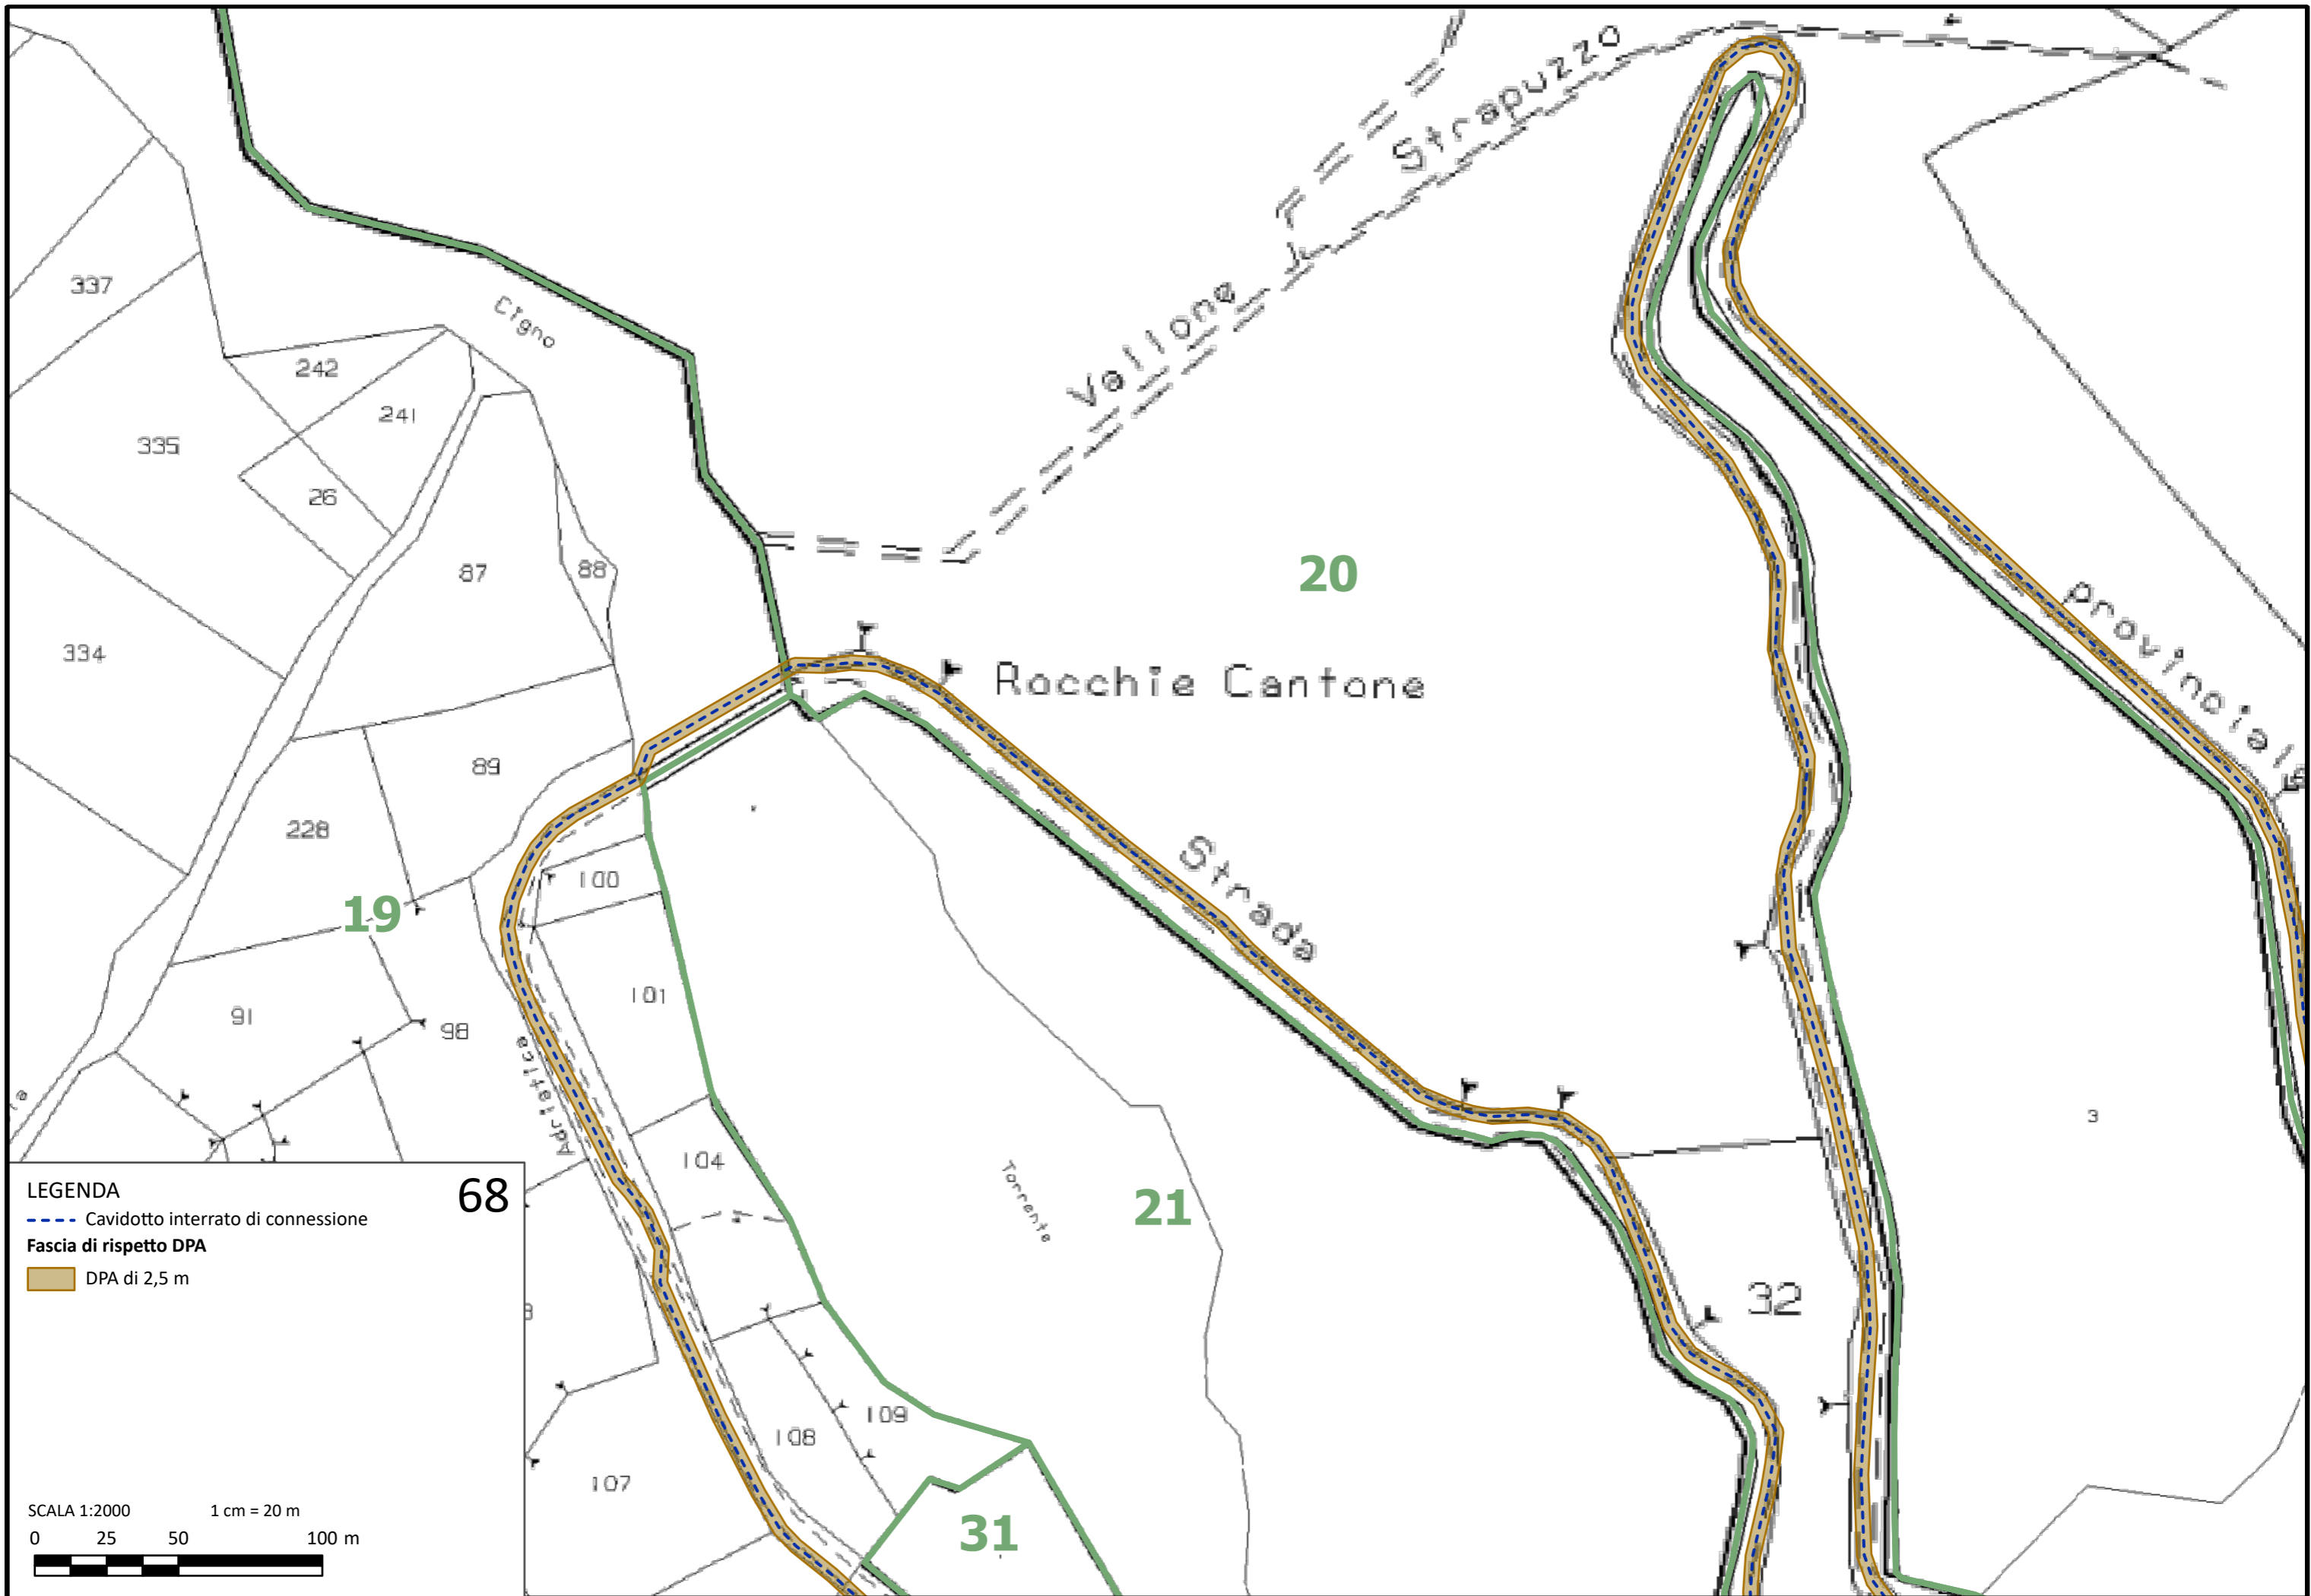 Strapuzzo
337
Cigno
Vallone
242
241
335
26
20
87
88
provinciale
334
Rocchie Cantone
89
228
Strada
100
19
101
91
98
Adriatica
3
104
Torrente
21
32
109
108
107
31
LEGENDA
68
Cavidotto interrato di connessione
Fascia di rispetto DPA
DPA di 2,5 m
SCALA 1:2000 1 cm = 20 m
0 25 50 100 m